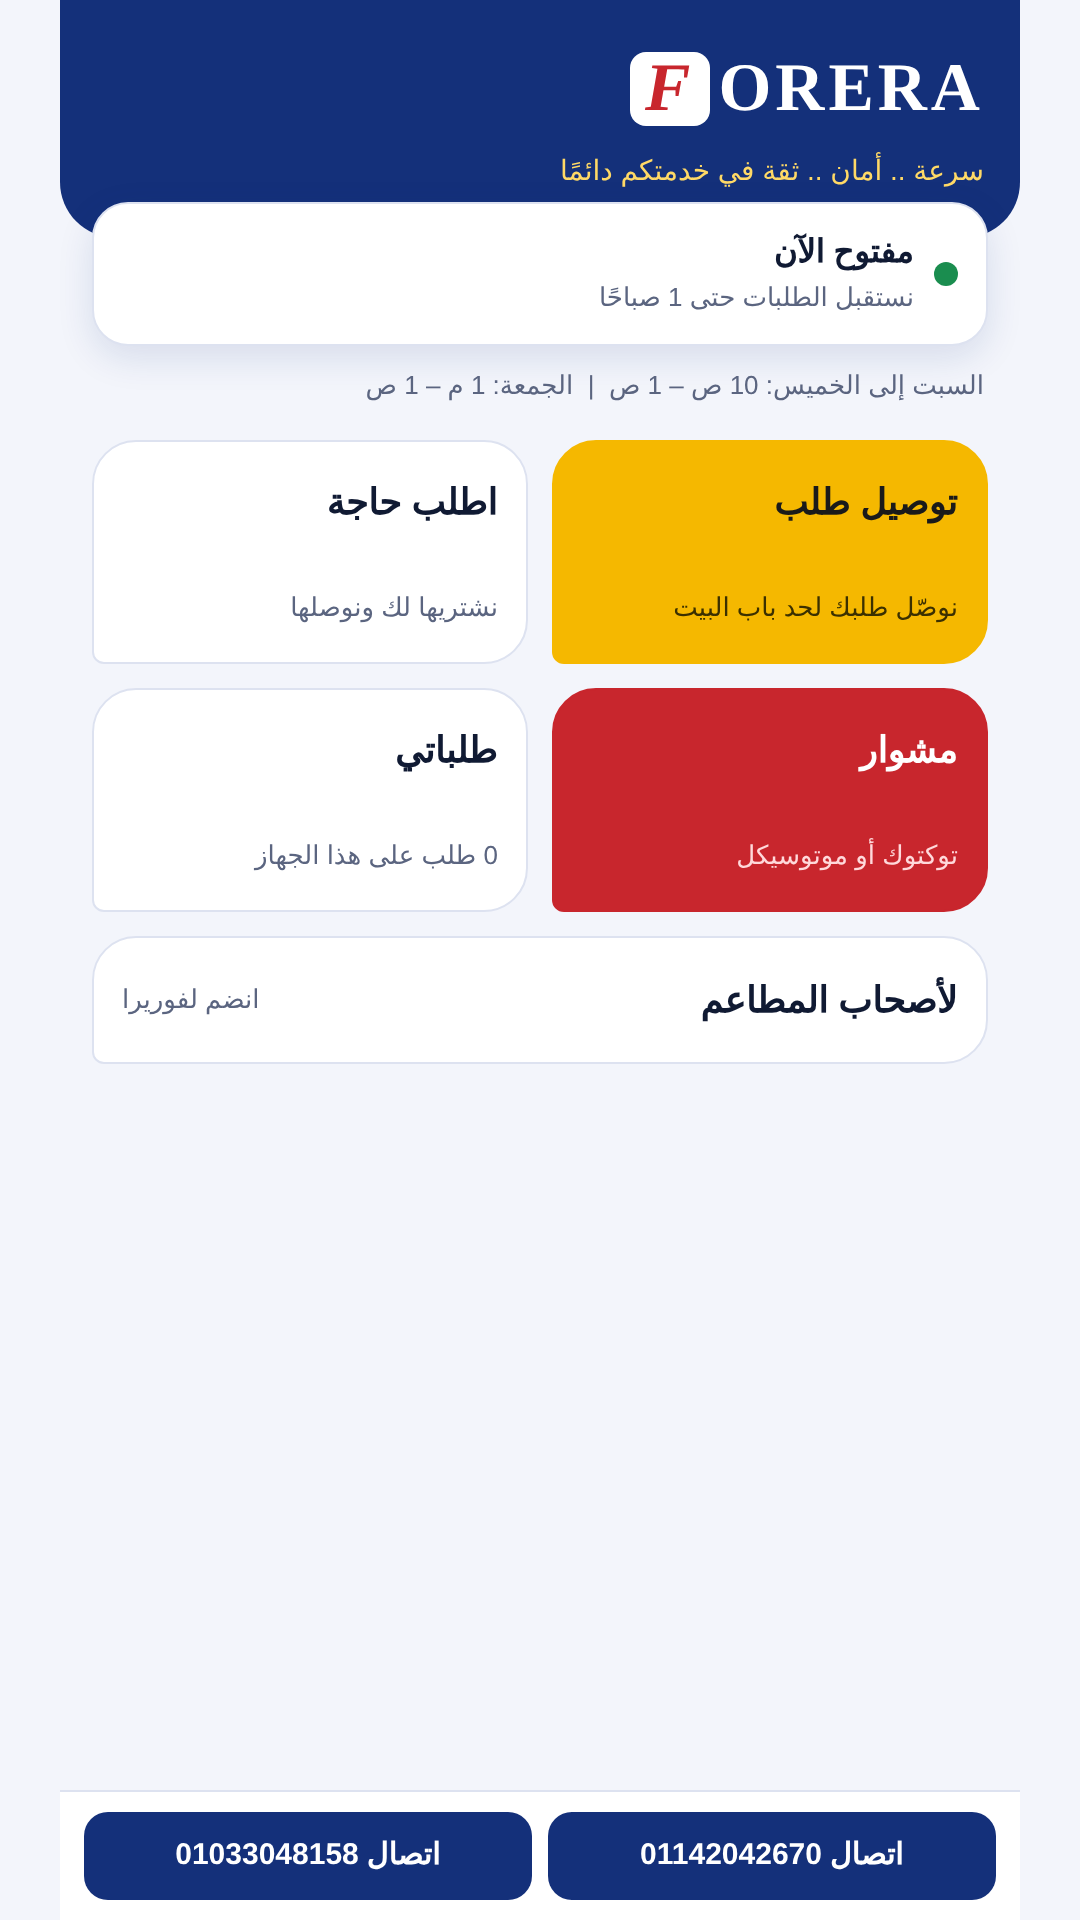 FORERA
سرعة .. أمان .. ثقة في خدمتكم دائمًا
مفتوح الآن
نستقبل الطلبات حتى 1 صباحًا
السبت إلى الخميس: 10 ص – 1 ص | الجمعة: 1 م – 1 ص
توصيل طلب
نوصّل طلبك لحد باب البيت
اطلب حاجة
نشتريها لك ونوصلها
مشوار
توكتوك أو موتوسيكل
طلباتي
0 طلب على هذا الجهاز
لأصحاب المطاعم
انضم لفوريرا
اتصال 01142042670
اتصال 01033048158